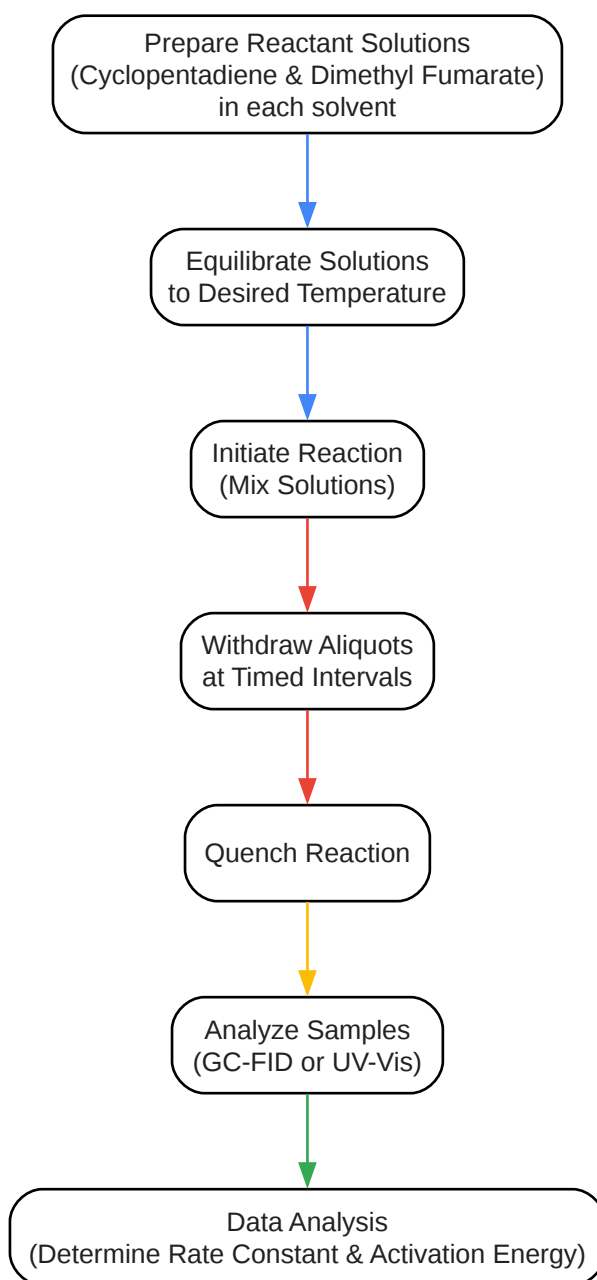 Prepare Reactant Solutions
(Cyclopentadiene & Dimethyl Fumarate)
in each solvent
Equilibrate Solutions
to Desired Temperature
Initiate Reaction
(Mix Solutions)
Withdraw Aliquots
at Timed Intervals
Quench Reaction
Analyze Samples
(GC-FID or UV-Vis)
Data Analysis
(Determine Rate Constant & Activation Energy)